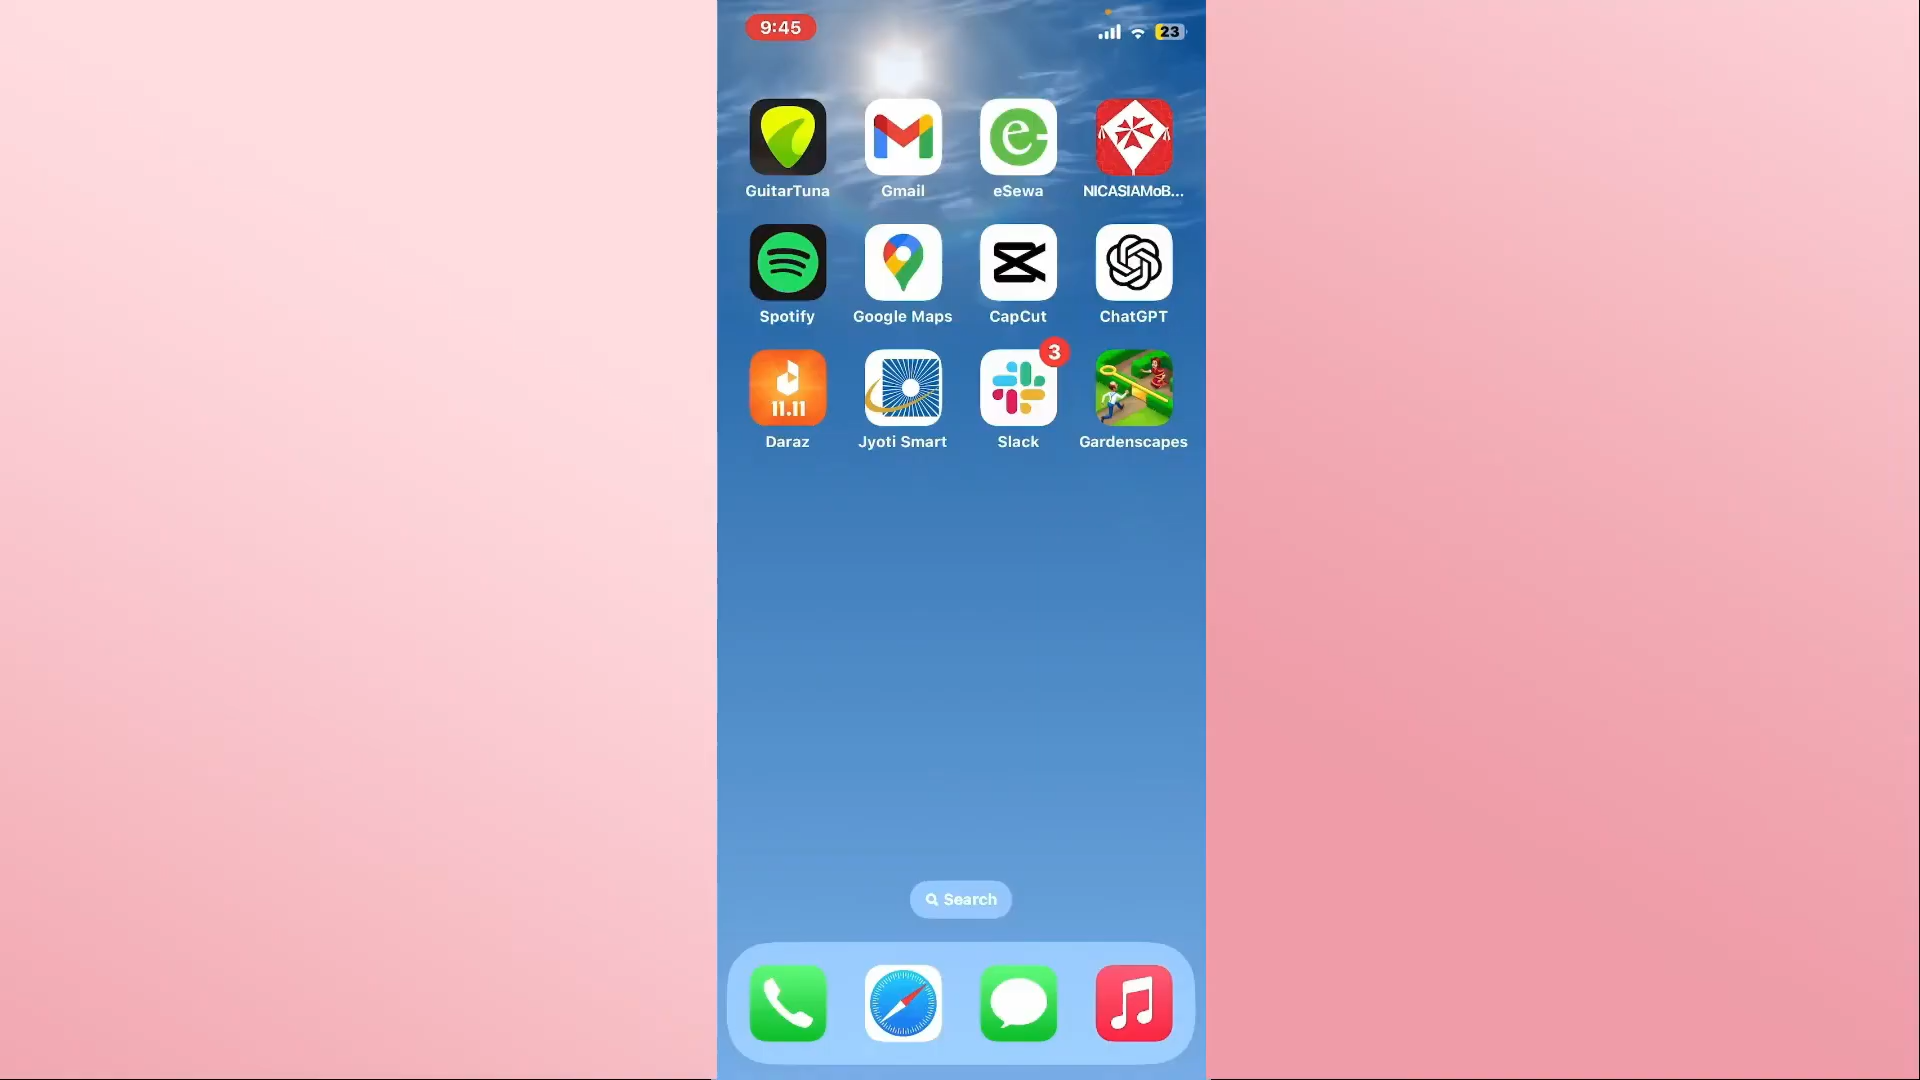 9:45
23
GuitarTuna
Gmail
eSewa
NICASIAMoB...
Spotify
Google Maps
CapCut
ChatGPT
11.11
3
Daraz
Jyoti Smart
Slack
Gardenscapes
Search